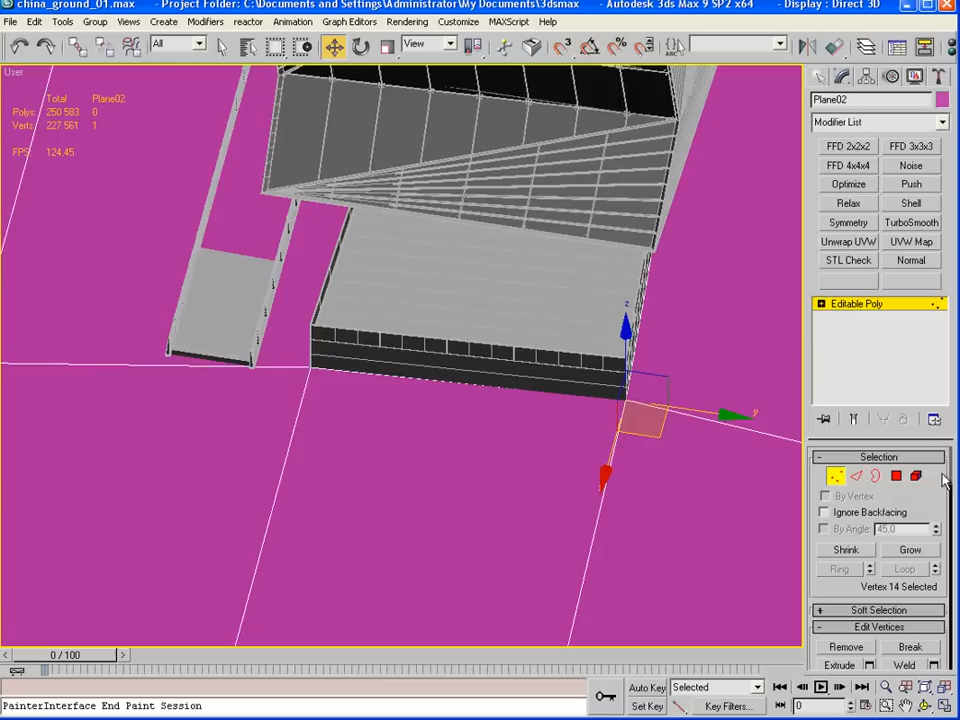 china_ground_01.max - Project Folder: C:\Documents and Settings\Administrator\My Documents\3dsmax - Autodesk 3ds Max 9 SP2 x64 - Display : Direct 3D
File Edit Tools Group Views Create Modifiers reactor Animation Graph Editors Rendering Customize MAXScript Help
All View
User
Total Plane02
Polys: 250 583 0
Verts: 227 561 1
FPS: 124.45
z
y
Plane02
Modifier List
FFD 2x2x2 FFD 3x3x3
FFD 4x4x4 Noise
Optimize Push
Relax Shell
Symmetry TurboSmooth
Unwrap UVW UVW Map
STL Check Normal
Editable Poly
Selection
By Vertex
Ignore Backfacing
By Angle: 45.0
Shrink Grow
Ring Loop
Vertex 14 Selected
Soft Selection
Edit Vertices
Remove Break
Extrude Weld
0 / 100
Auto Key Selected
Set Key Key Filters... 0
PainterInterface End Paint Session